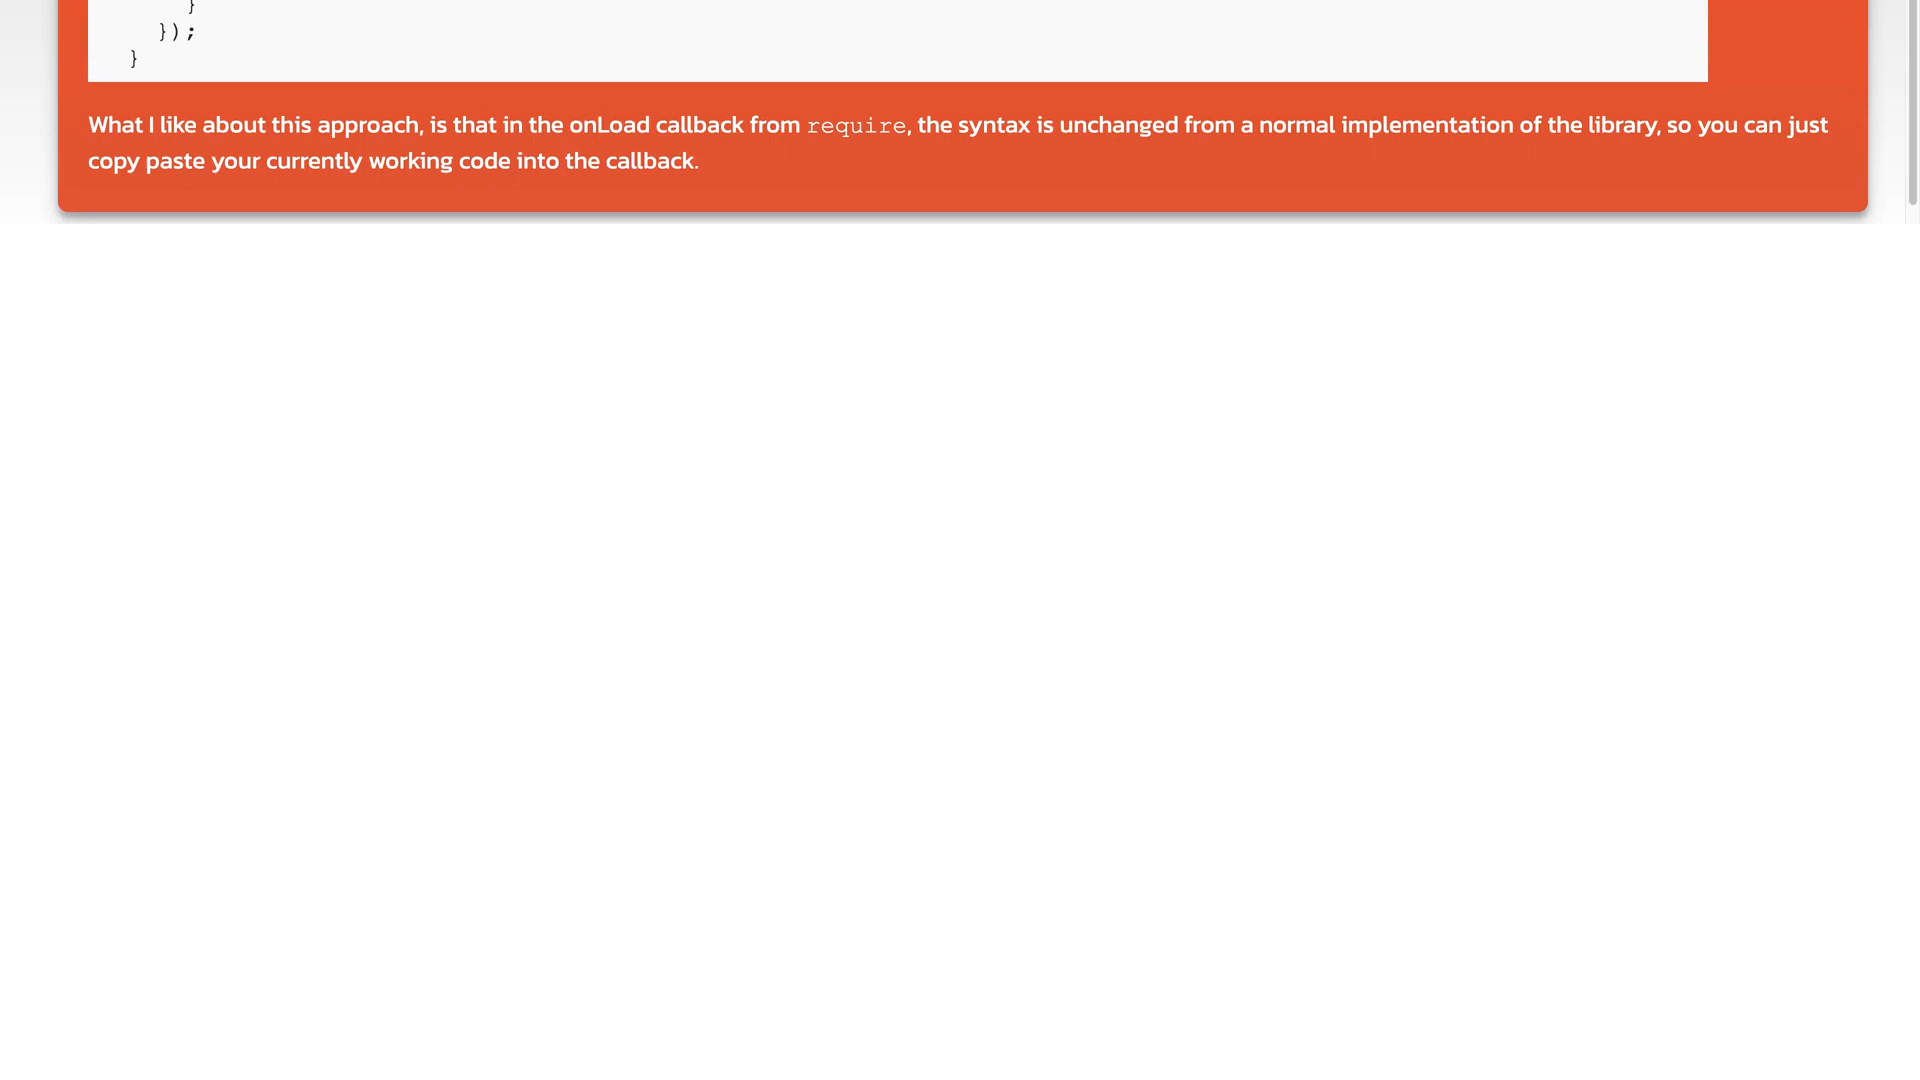 }
});
}
What I like about this approach, is that in the onLoad callback from require, the syntax is unchanged from a normal implementation of the library, so you can just
copy paste your currently working code into the callback.